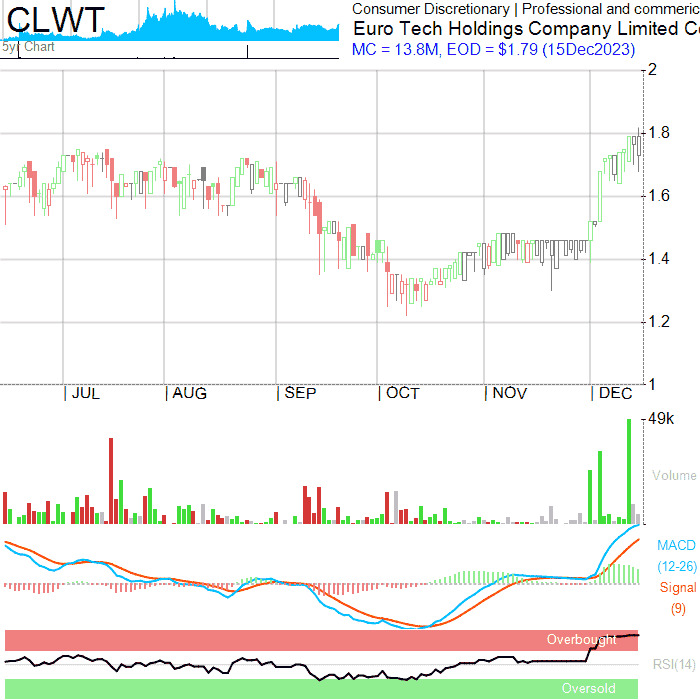 CLWT
5yr Chart
Consumer Discretionary | Professional and commerci
Euro Tech Holdings Company Limited Co
MC = 13.8M, EOD = $1.79 (15Dec2023)
2
1.8
1.6
1.4
1.2
1
| JUL | AUG | SEP | OCT | NOV | DEC
49k
Volume
MACD
(12-26)
Signal
(9)
Overbought
RSI(14)
Oversold